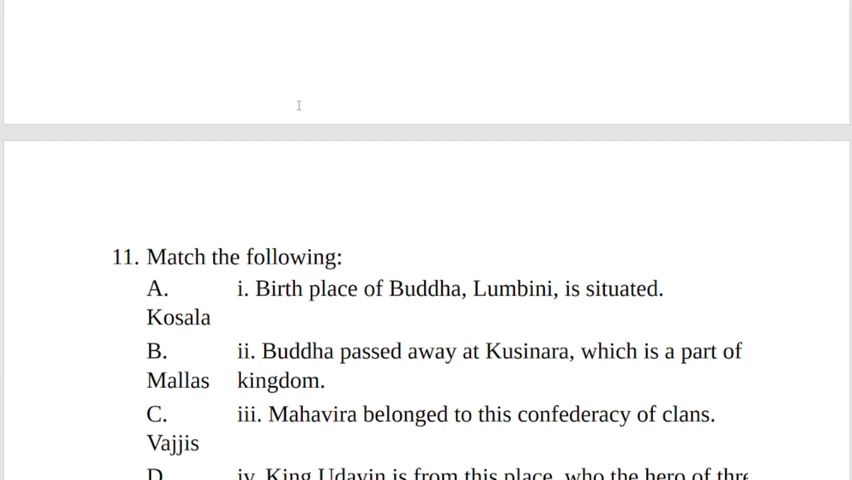 11. Match the following:
A. i. Birth place of Buddha, Lumbini, is situated.
Kosala
B. ii. Buddha passed away at Kusinara, which is a part of
Mallas kingdom.
C. iii. Mahavira belonged to this confederacy of clans.
Vajjis
D. iv. King Udayin is from this place, who the hero of